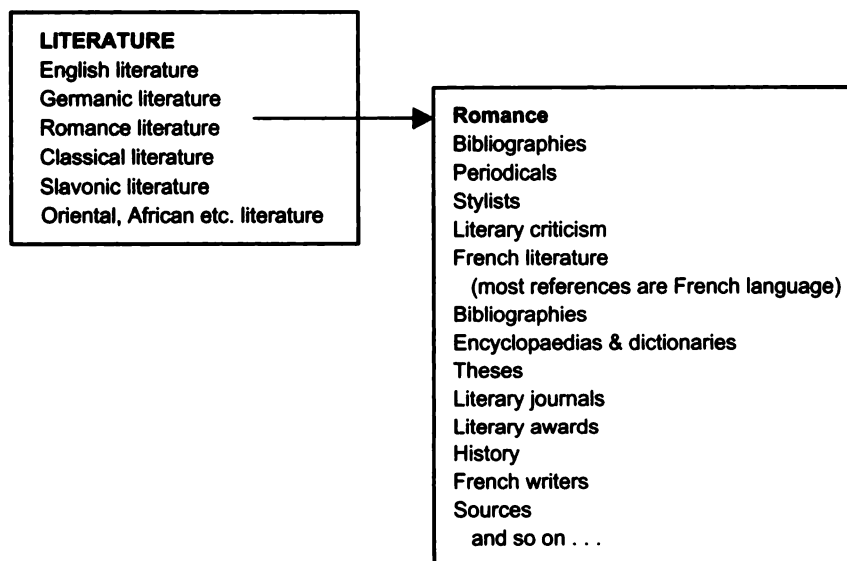 LITERATURE
English literature
Germanic literature
Romance literature
Classical literature
Slavonic literature
Oriental, African etc. literature
Romance
Bibliographies
Periodicals
Stylists
Literary criticism
French literature
(most references are French language)
Bibliographies
Encyclopaedias & dictionaries
Theses
Literary journals
Literary awards
History
French writers
Sources
and so on . . .